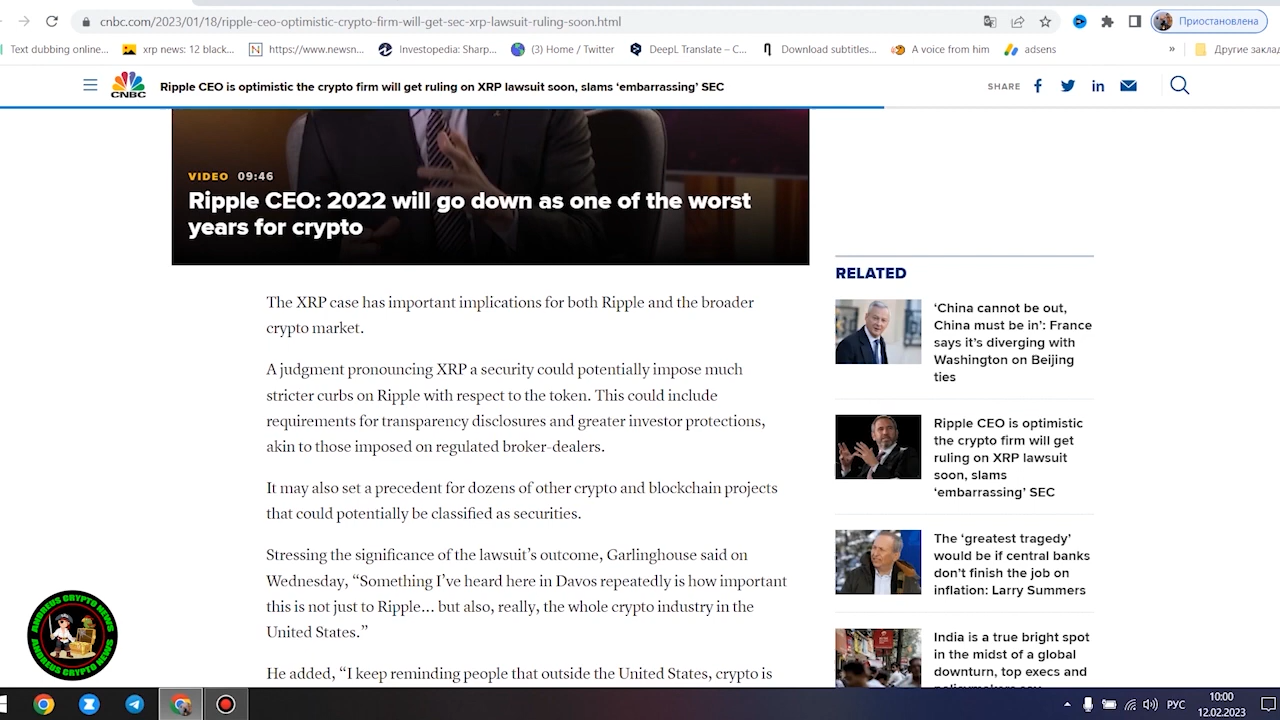 cnbc.com/2023/01/18/ripple-ceo-optimistic-crypto-firm-will-get-sec-xrp-lawsuit-ruling-soon.html
Приостановлена
Text dubbing online...
xrp news: 12 black...
https://www.newsn...
Investopedia: Sharp...
(3) Home / Twitter
DeepL Translate – C...
Download subtitles...
A voice from him
adsens
»
Другие закла
CNBC
Ripple CEO is optimistic the crypto firm will get ruling on XRP lawsuit soon, slams ‘embarrassing’ SEC
SHARE
VIDEO 09:46
Ripple CEO: 2022 will go down as one of the worst
years for crypto
The XRP case has important implications for both Ripple and the broader
crypto market.
A judgment pronouncing XRP a security could potentially impose much
stricter curbs on Ripple with respect to the token. This could include
requirements for transparency disclosures and greater investor protections,
akin to those imposed on regulated broker-dealers.
It may also set a precedent for dozens of other crypto and blockchain projects
that could potentially be classified as securities.
Stressing the significance of the lawsuit’s outcome, Garlinghouse said on
Wednesday, “Something I’ve heard here in Davos repeatedly is how important
this is not just to Ripple… but also, really, the whole crypto industry in the
United States.”
He added, “I keep reminding people that outside the United States, crypto is
RELATED
‘China cannot be out,
China must be in’: France
says it’s diverging with
Washington on Beijing
ties
Ripple CEO is optimistic
the crypto firm will get
ruling on XRP lawsuit
soon, slams
‘embarrassing’ SEC
The ‘greatest tragedy’
would be if central banks
don’t finish the job on
inflation: Larry Summers
India is a true bright spot
in the midst of a global
downturn, top execs and
ANDREUS CRYPTO NEWS
ANDREUS CRYPTO NEWS
РУС
10:00
12.02.2023